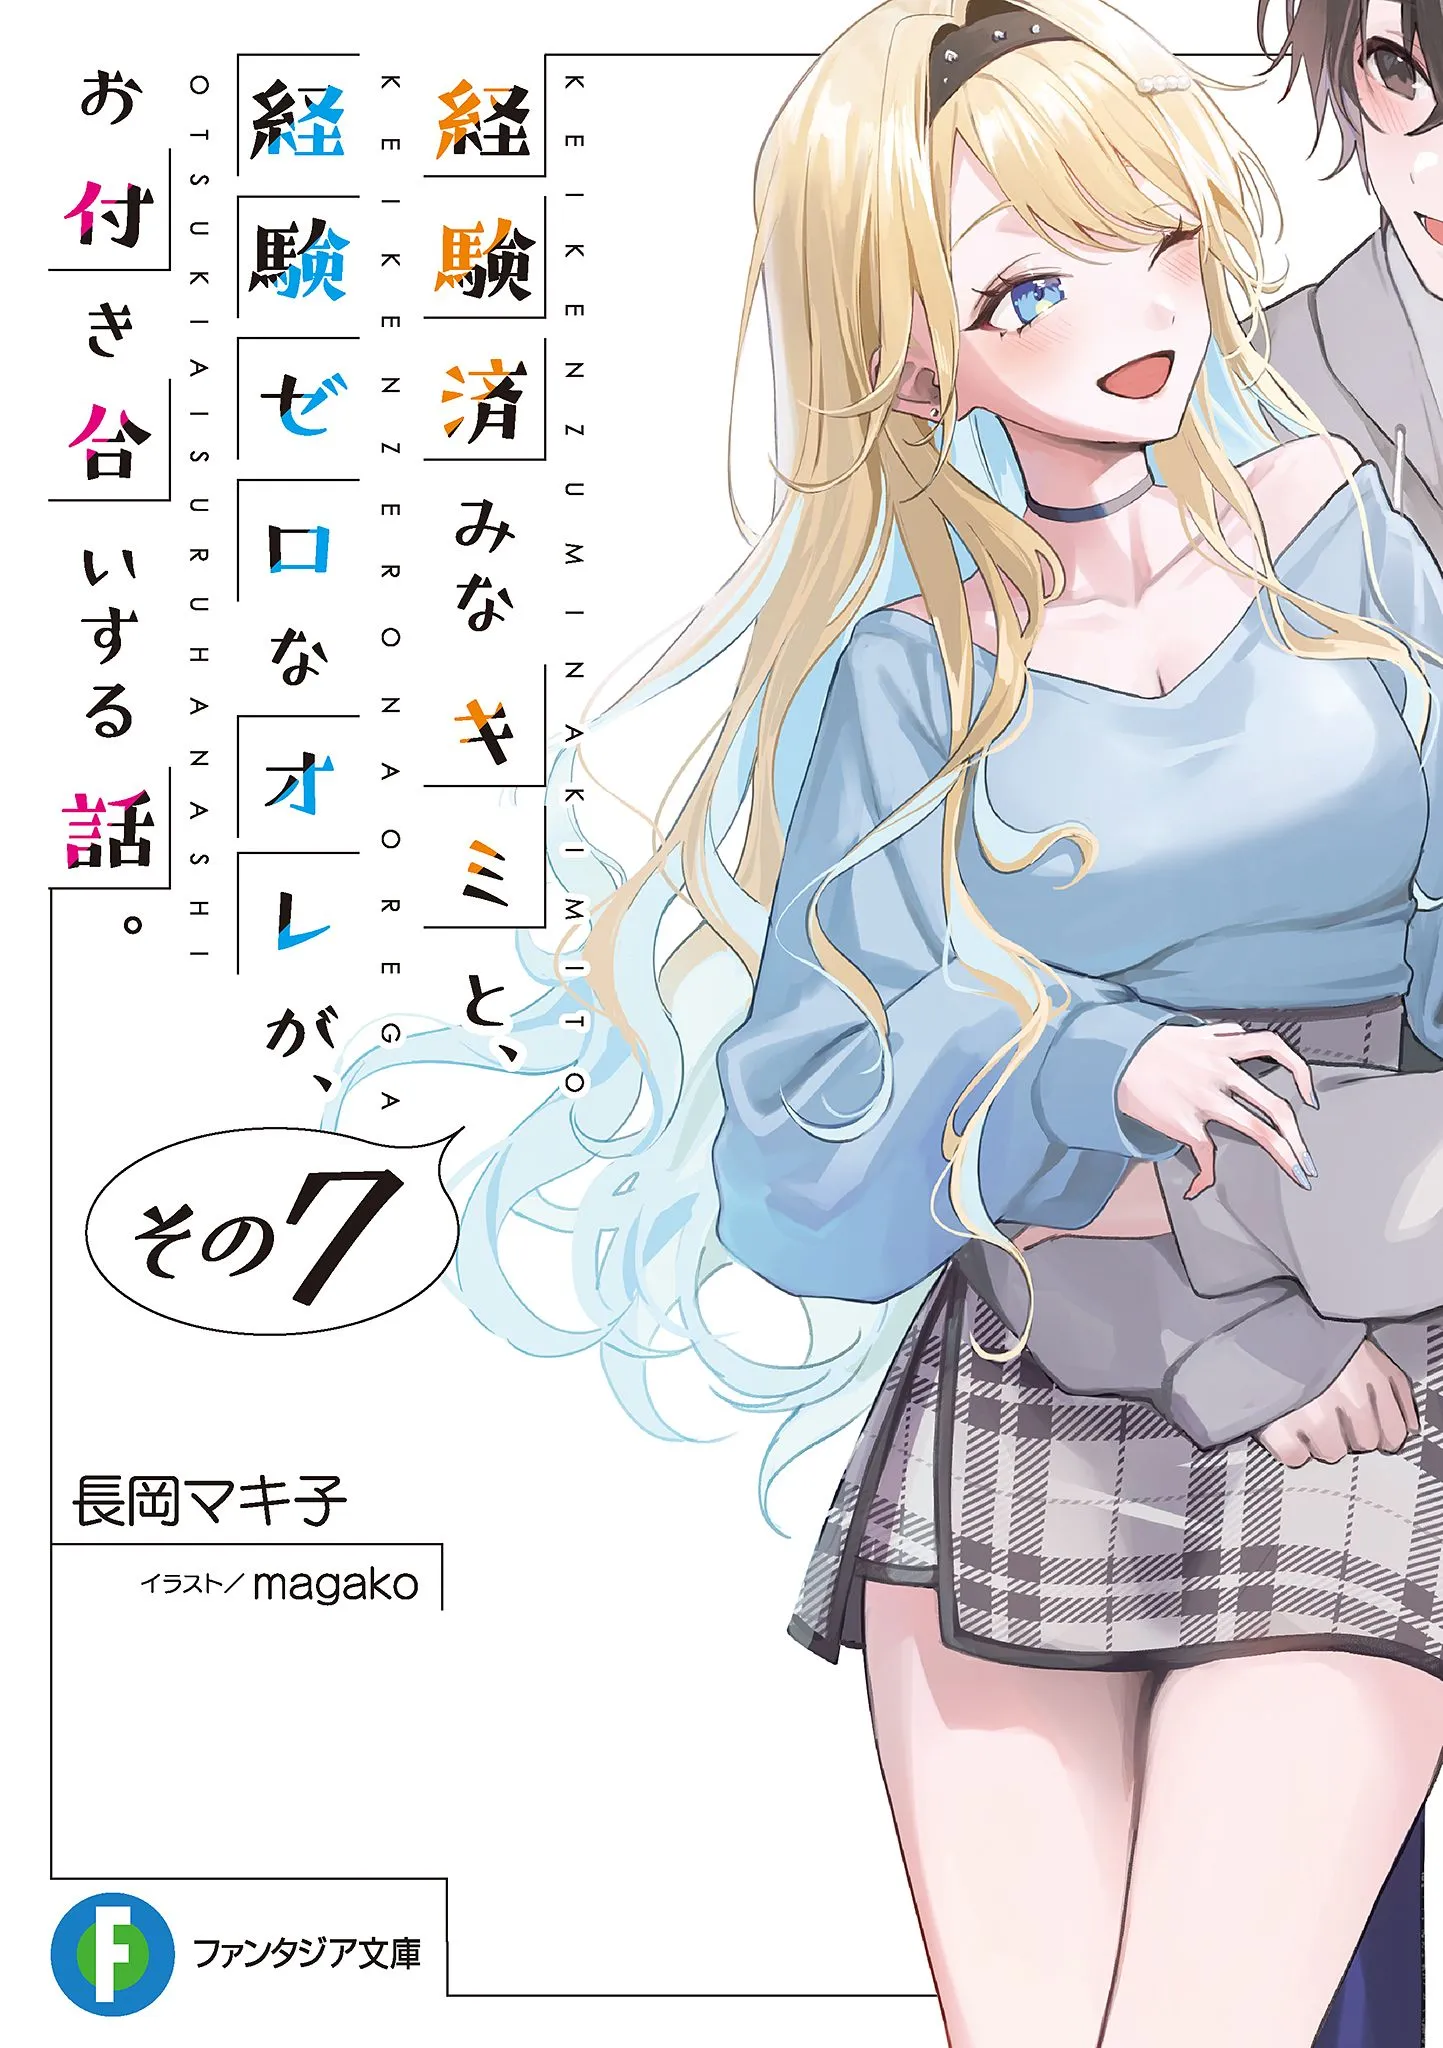 経験済みなキミと、
KEIKENZUMINAKIMITO
経験ゼロなオレが、
KEIKENZERONAOREGA
お付き合いする話。
OTSUKIAISURUHANASHI
その7
長岡マキ子
イラスト／magako
F ファンタジア文庫